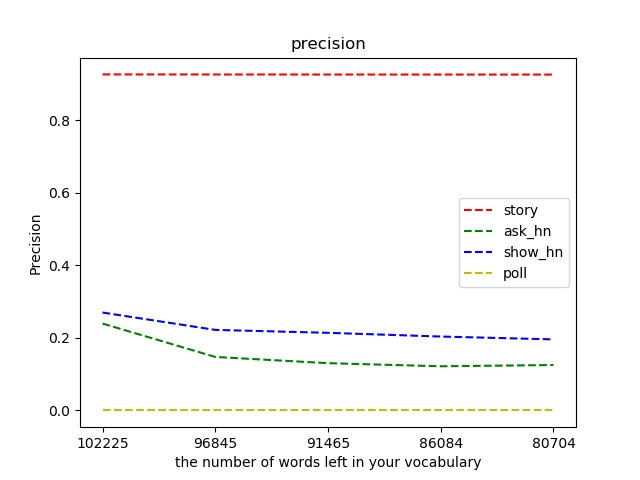 precision
Precision
0.8
0.6
0.4
0.2
0.0
story
ask_hn
show_hn
poll
102225 96845 91465 86084 80704
the number of words left in your vocabulary